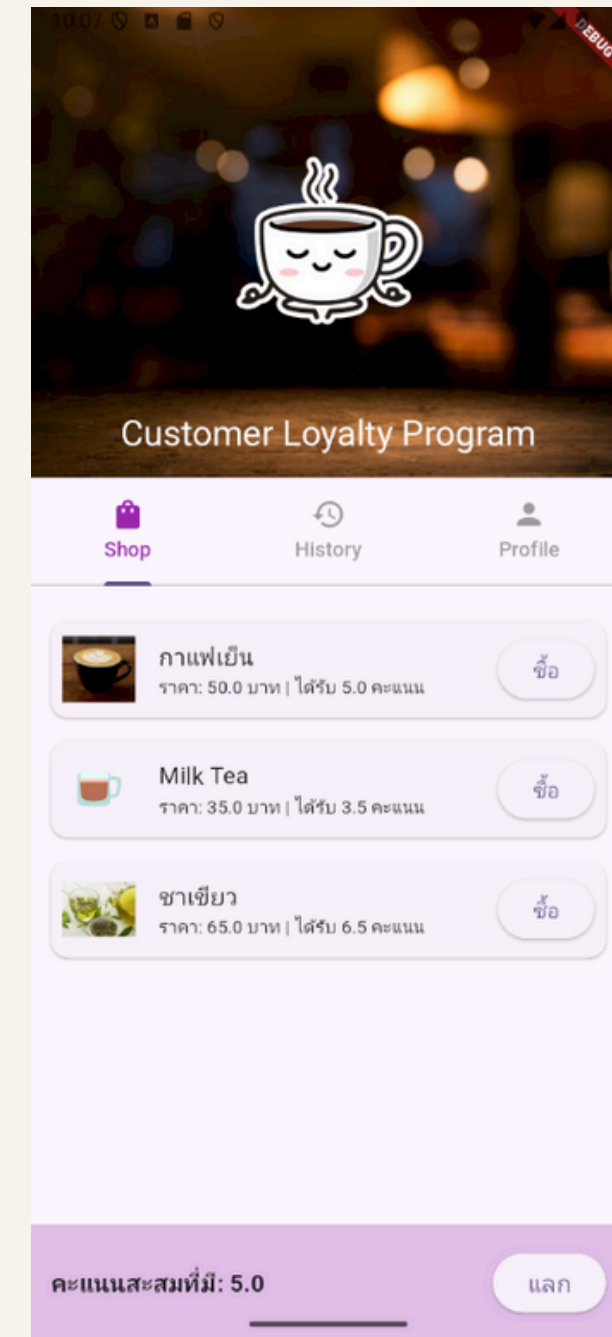 10:07
DEBUG
Customer Loyalty Program
Shop
History
Profile
กาแฟเย็น
ราคา: 50.0 บาท | ได้รับ 5.0 คะแนน
ซื้อ
Milk Tea
ราคา: 35.0 บาท | ได้รับ 3.5 คะแนน
ซื้อ
ชาเขียว
ราคา: 65.0 บาท | ได้รับ 6.5 คะแนน
ซื้อ
คะแนนสะสมที่มี: 5.0
แลก